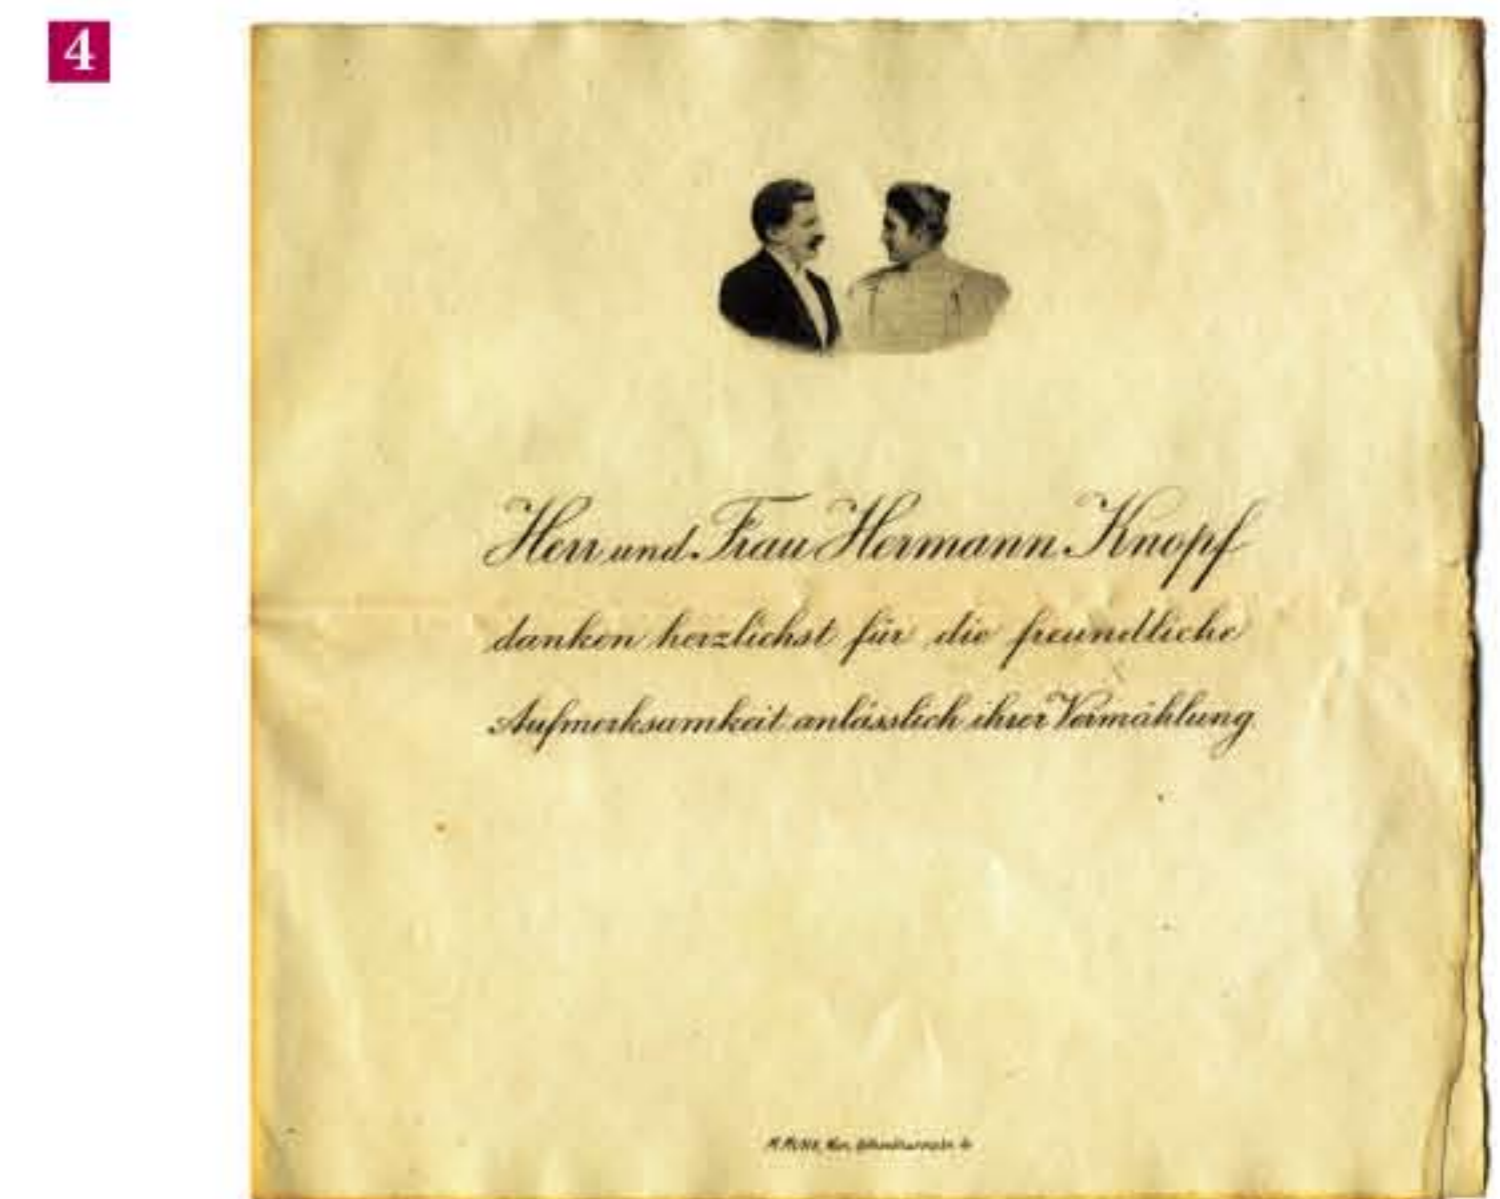 4
Herr und Frau Hermann Knopf
danken herzlichst für die freundliche
Aufmerksamkeit anlässlich ihrer Vermählung.